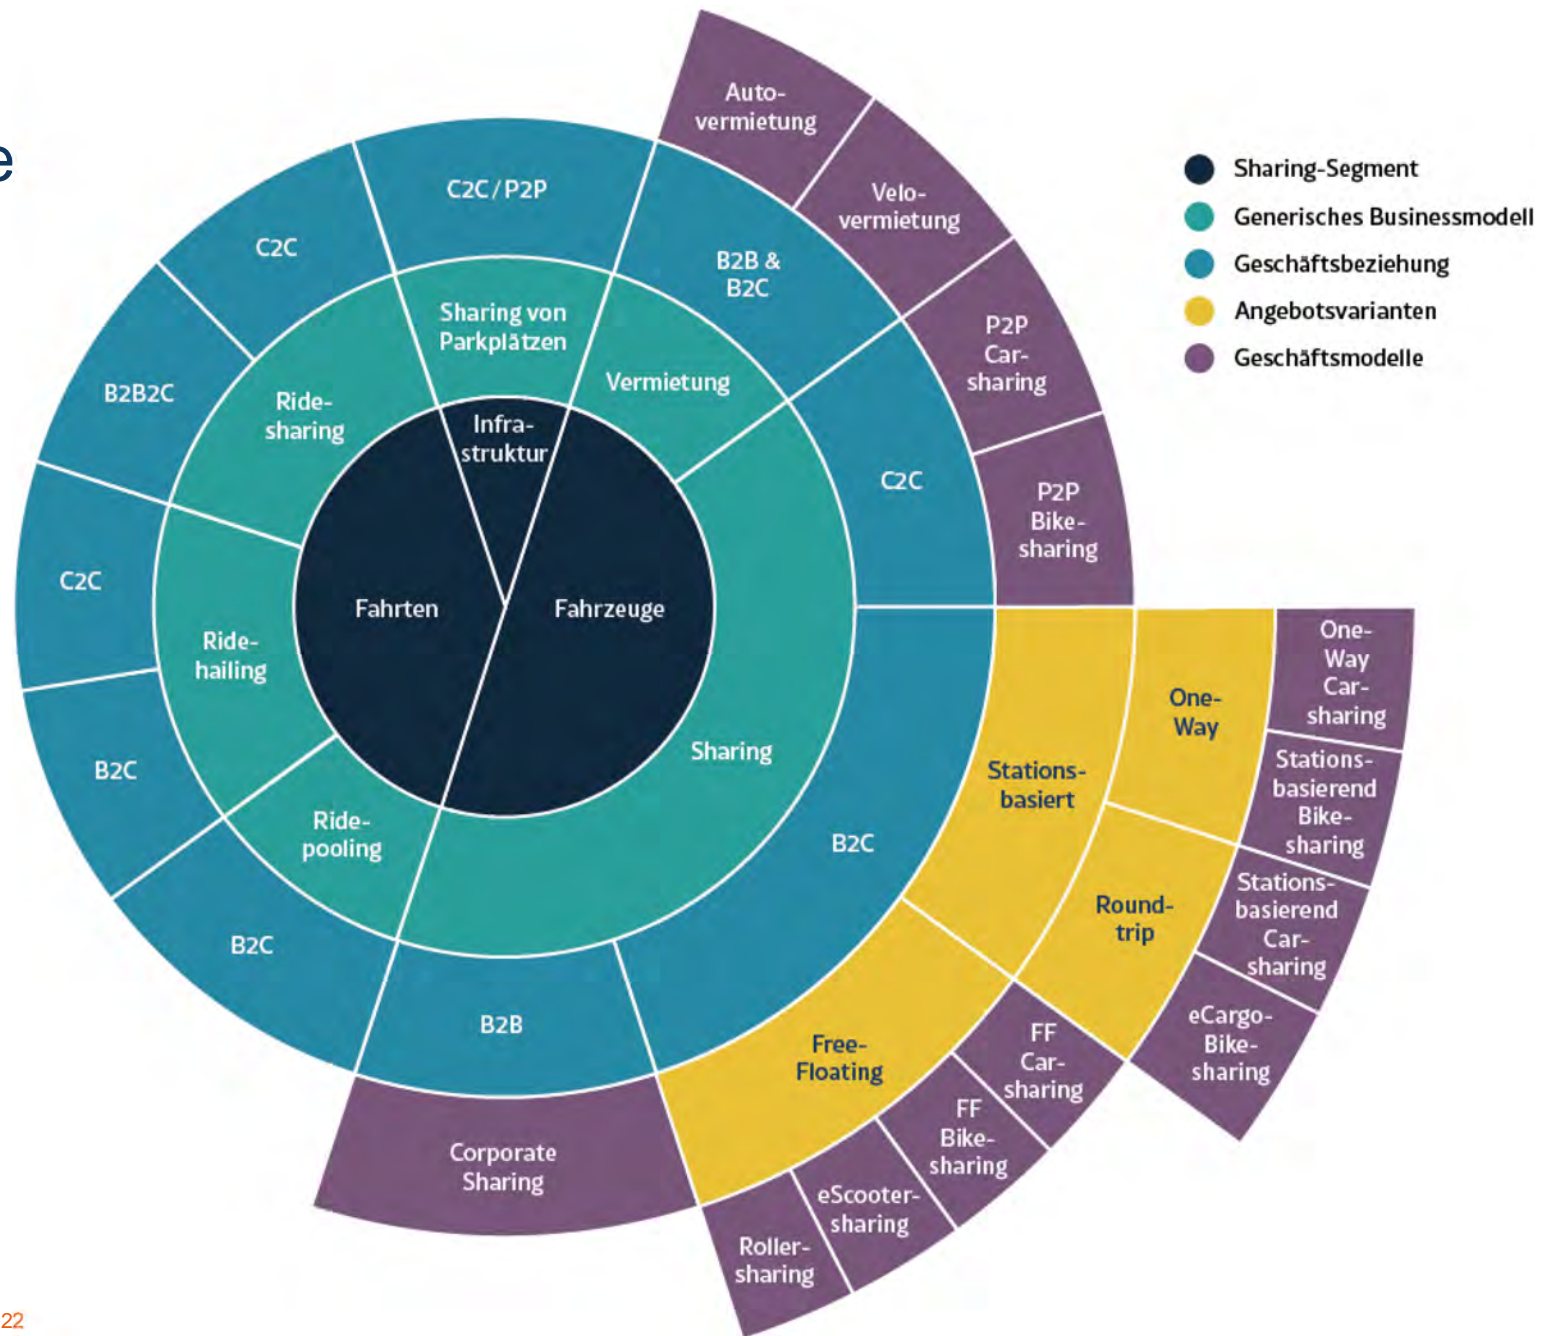 e
Auto-
vermietung
Velo-
vermietung
P2P
Car-
sharing
P2P
Bike-
sharing
C2C / P2P
C2C
B2B &
B2C
B2B2C
C2C
C2C
B2C
B2C
B2B
B2C
Sharing von
Parkplätzen
Vermietung
Ride-
sharing
Ride-
hailing
Ride-
pooling
Sharing
Infra-
struktur
Fahrten
Fahrzeuge
Stations-
basiert
Free-
Floating
One-
Way
Round-
trip
One-
Way
Car-
sharing
Stations-
basierend
Bike-
sharing
Stations-
basierend
Car-
sharing
eCargo-
Bike-
sharing
FF
Car-
sharing
FF
Bike-
sharing
eScooter-
sharing
Roller-
sharing
Corporate
Sharing
Sharing-Segment
Generisches Businessmodell
Geschäftsbeziehung
Angebotsvarianten
Geschäftsmodelle
22